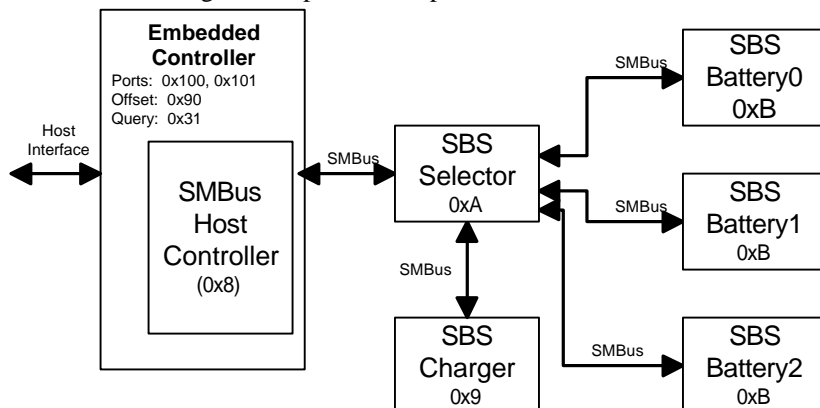 Embedded
Controller
Ports: 0x100, 0x101
Offset: 0x90
Query: 0x31
Host
Interface
SMBus
Host
Controller
(0x8)
SMBus
SBS
Selector
0xA
SMBus
SBS
Charger
0x9
SMBus
SBS
Battery0
0xB
SMBus
SBS
Battery1
0xB
SMBus
SBS
Battery2
0xB